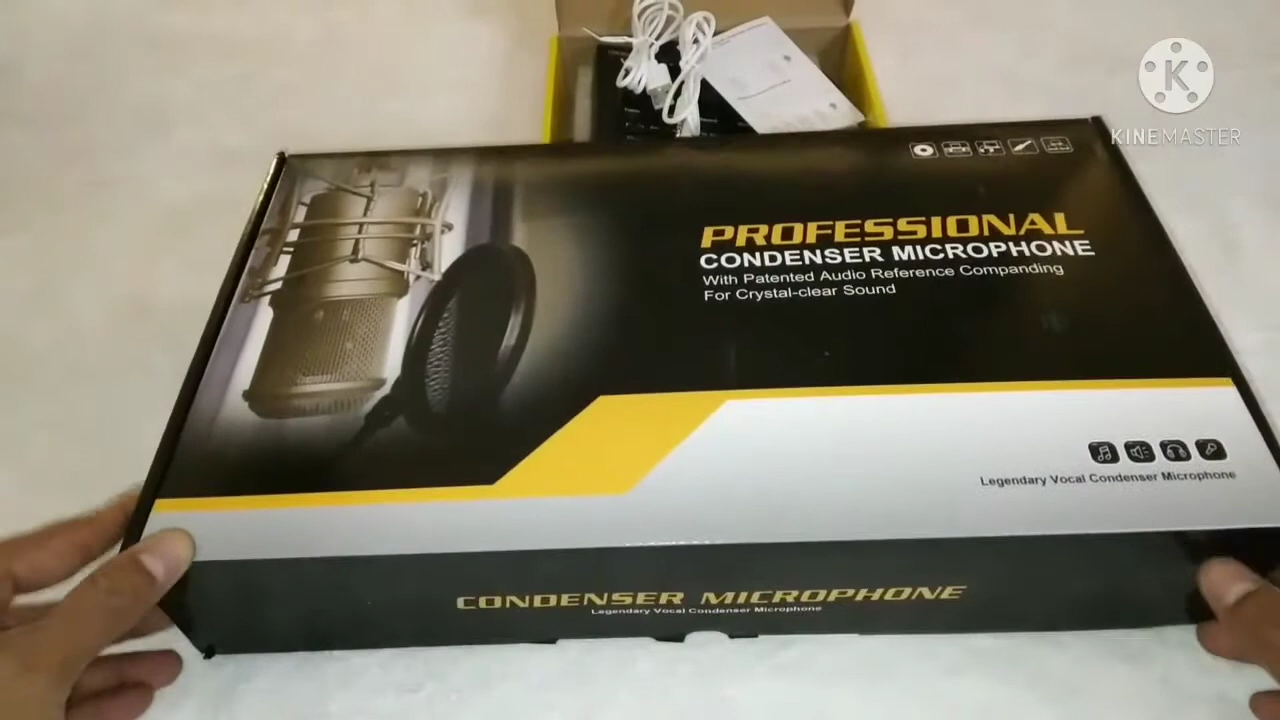 K
KINEMASTER
PROFESSIONAL
CONDENSER MICROPHONE
With Patented Audio Reference Companding
For Crystal-clear Sound
Legendary Vocal Condenser Microphone
CONDENSER MICROPHONE
Legendary Vocal Condenser Microphone